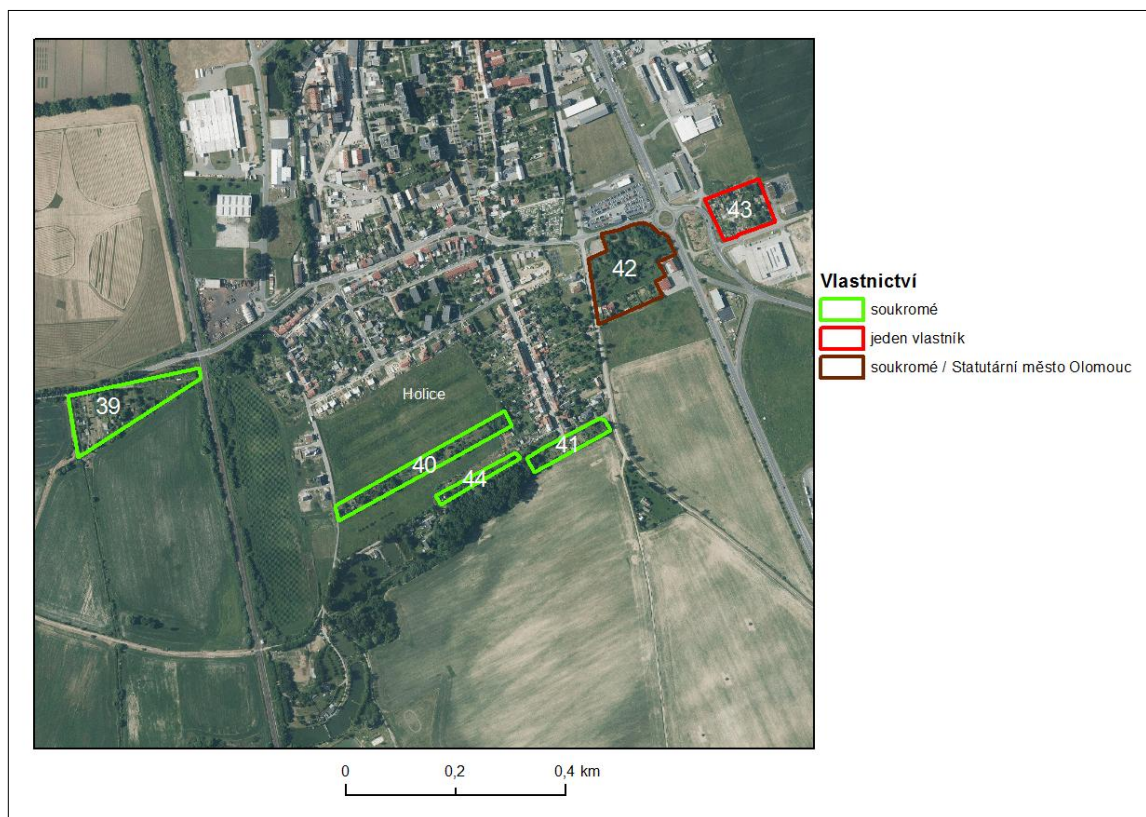 43
42
Vlastnictví
soukromé
jeden vlastník
soukromé / Statutární město Olomouc
39
Holice
40
41
44
0 0,2 0,4 km